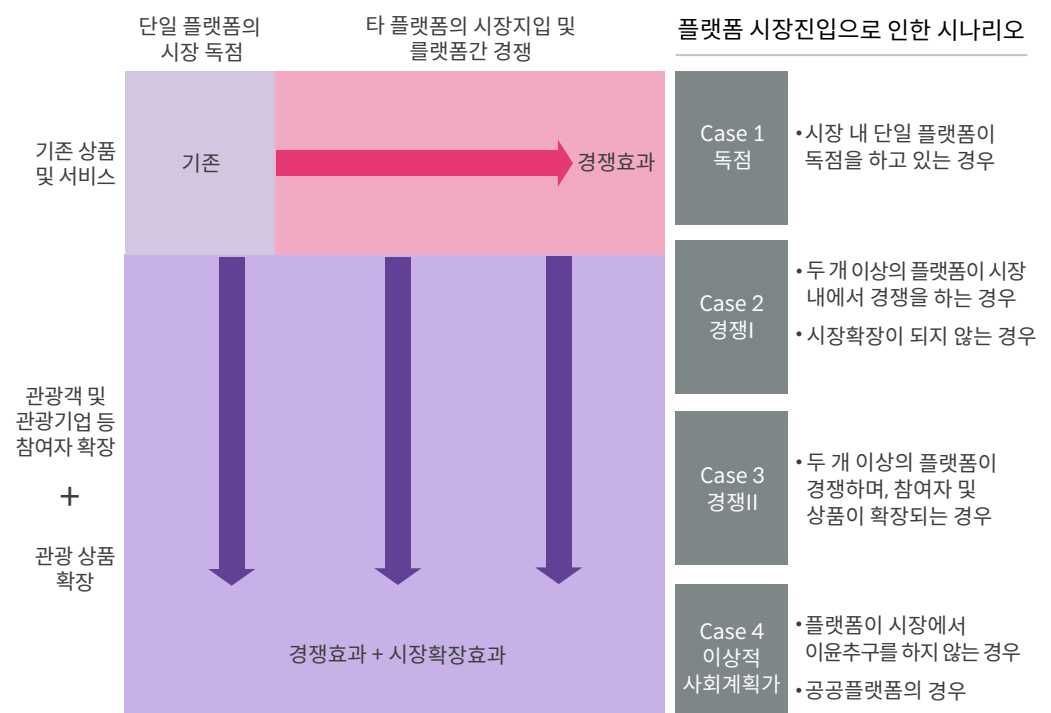 단일 플랫폼의
시장 독점
타 플랫폼의 시장지입 및
를랫폼간 경쟁
플랫폼 시장진입으로 인한 시나리오
기존 상품
및 서비스
기존
경쟁효과
Case 1
독점
•시장 내 단일 플랫폼이
독점을 하고 있는 경우
Case 2
경쟁I
•두 개 이상의 플랫폼이 시장
내에서 경쟁을 하는 경우
•시장확장이 되지 않는 경우
관광객 및
관광기업 등
참여자 확장
+
관광 상품
확장
Case 3
경쟁II
•두 개 이상의 플랫폼이
경쟁하며, 참여자 및
상품이 확장되는 경우
경쟁효과 + 시장확장효과
Case 4
이상적
사회계획가
•플랫폼이 시장에서
이윤추구를 하지 않는 경우
•공공플랫폼의 경우